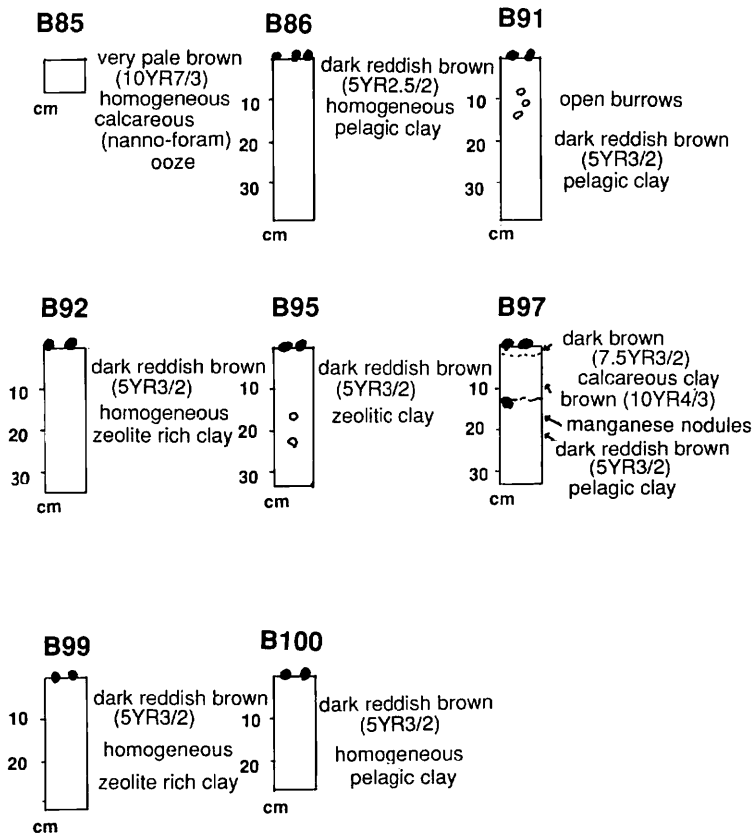 B85
very pale brown
(10YR7/3)
homogeneous
calcareous
(nanno-foram)
ooze
cm
B86
dark reddish brown
(5YR2.5/2)
homogeneous
pelagic clay
10
20
30
cm
B91
open burrows
dark reddish brown
(5YR3/2)
pelagic clay
10
20
30
cm
B92
dark reddish brown
(5YR3/2)
homogeneous
zeolite rich clay
10
20
30
cm
B95
dark reddish brown
(5YR3/2)
zeolitic clay
10
20
30
cm
B97
dark brown
(7.5YR3/2)
calcareous clay
brown (10YR4/3)
manganese nodules
dark reddish brown
(5YR3/2)
pelagic clay
10
20
30
cm
B99
dark reddish brown
(5YR3/2)
homogeneous
zeolite rich clay
10
20
cm
B100
dark reddish brown
(5YR3/2)
homogeneous
pelagic clay
10
20
cm